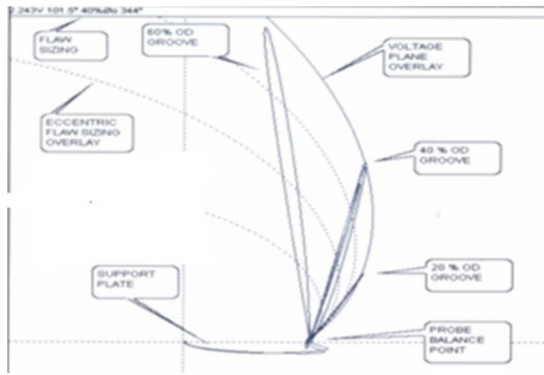 2.243V 101.5° 40%Øo 344°
FLAW
SIZING
60% OD
GROOVE
VOLTAGE
PLANE
OVERLAY
ECCENTRIC
FLAW SIZING
OVERLAY
40 % OD
GROOVE
SUPPORT
PLATE
20 % OD
GROOVE
PROBE
BALANCE
POINT